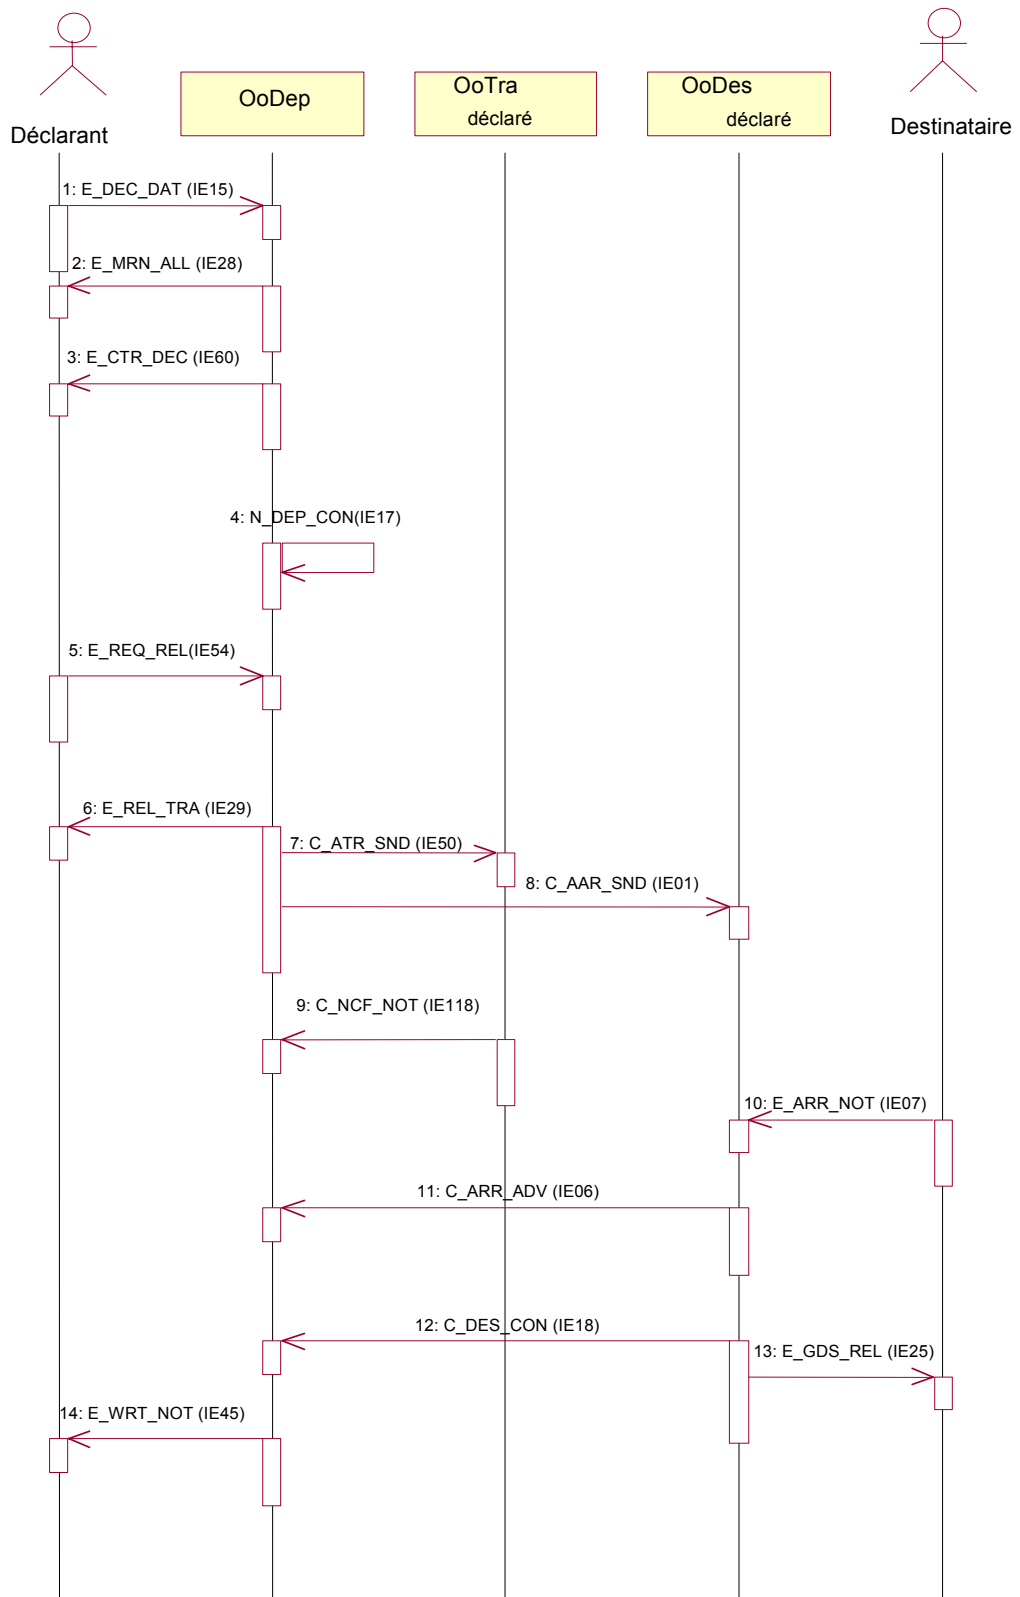 Déclarant
OoDep
OoTra
déclaré
OoDes
déclaré
Destinataire
1: E_DEC_DAT (IE15)
2: E_MRN_ALL (IE28)
3: E_CTR_DEC (IE60)
4: N_DEP_CON(IE17)
5: E_REQ_REL(IE54)
6: E_REL_TRA (IE29)
7: C_ATR_SND (IE50)
8: C_AAR_SND (IE01)
9: C_NCF_NOT (IE118)
10: E_ARR_NOT (IE07)
11: C_ARR_ADV (IE06)
12: C_DES_CON (IE18)
13: E_GDS_REL (IE25)
14: E_WRT_NOT (IE45)